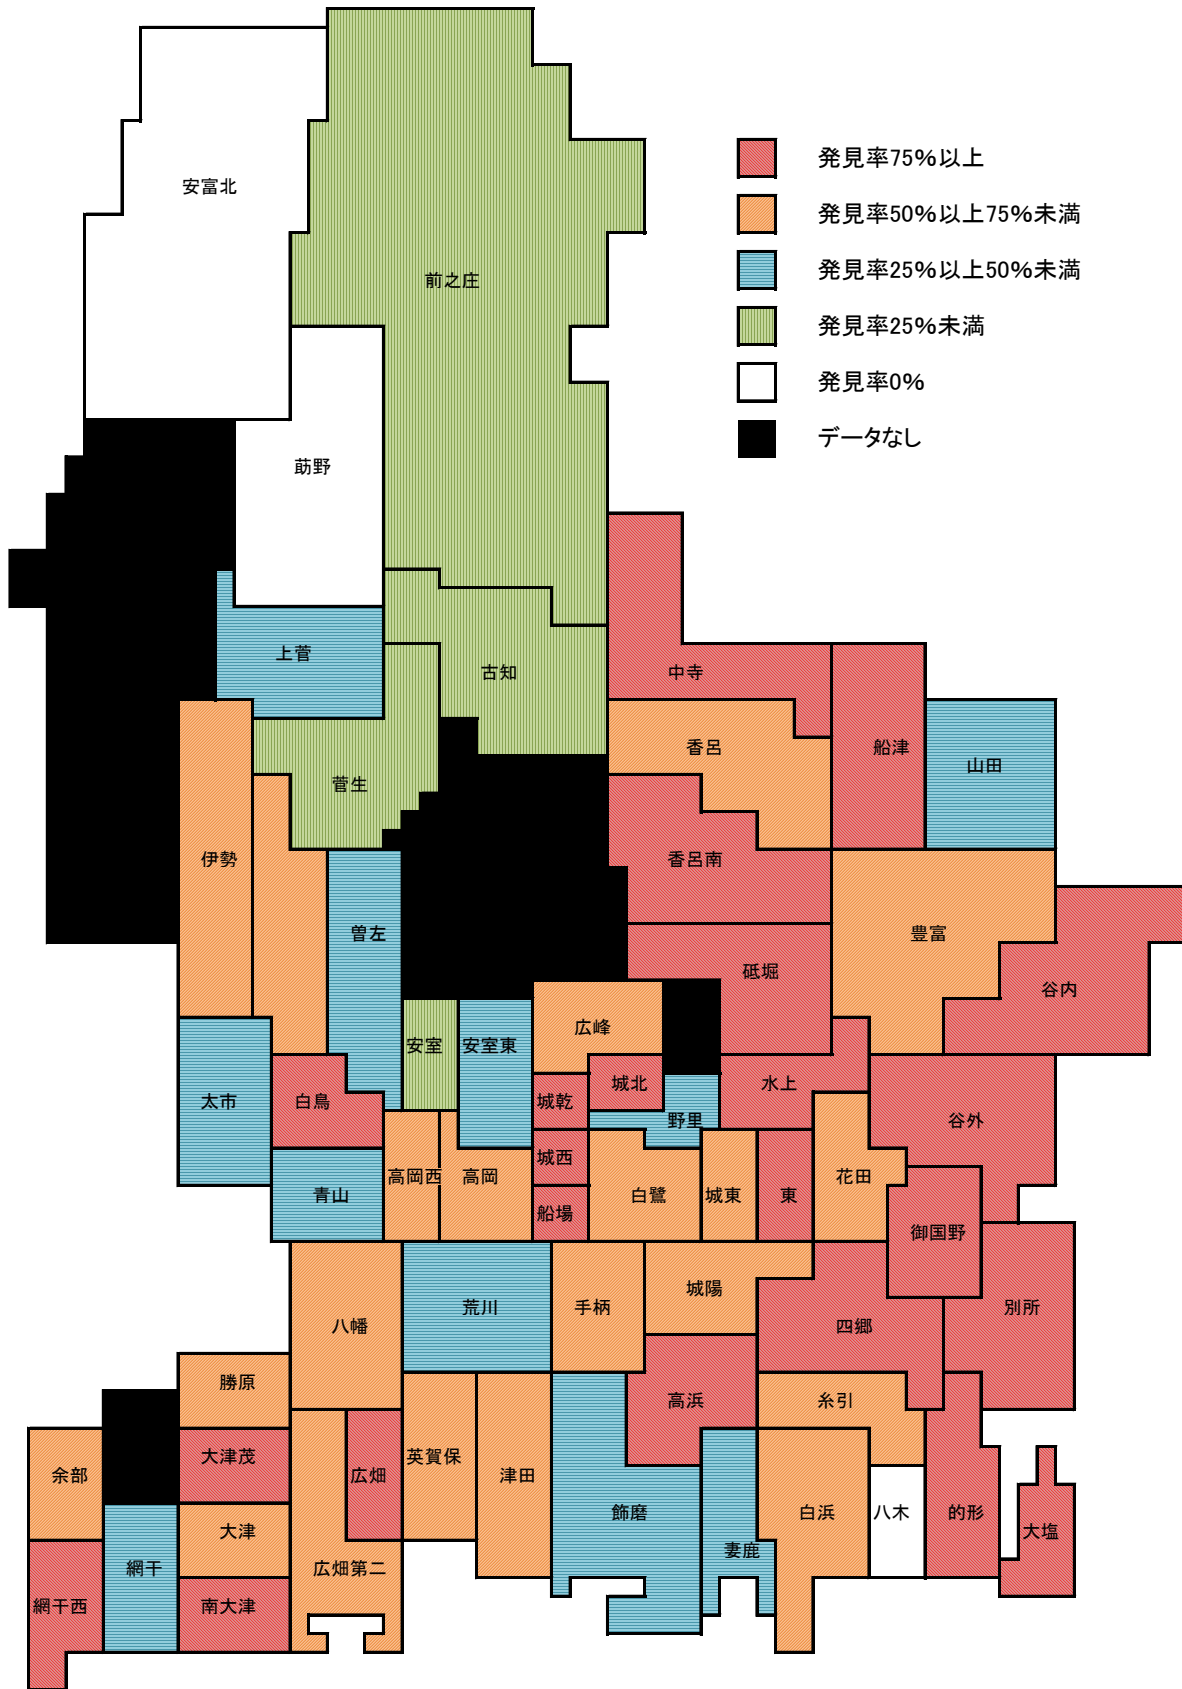 発見率75%以上
安富北
発見率50%以上75%未満
発見率25%以上50%未満
前之庄
発見率25%未満
発見率0%
データなし
莇野
上菅
古知
中寺
香呂
船津
山田
菅生
伊勢
香呂南
曽左
豊富
砥堀
谷内
広峰
安室
安室東
城北
水上
太市
白鳥
城乾
野里
谷外
城西
高岡西
高岡
花田
青山
白鷺
城東
東
船場
御国野
城陽
荒川
手柄
別所
八幡
四郷
勝原
高浜
糸引
大津茂
英賀保
余部
広畑
津田
飾磨
白浜
八木
的形
大津
大塩
妻鹿
網干
広畑第二
網干西
南大津